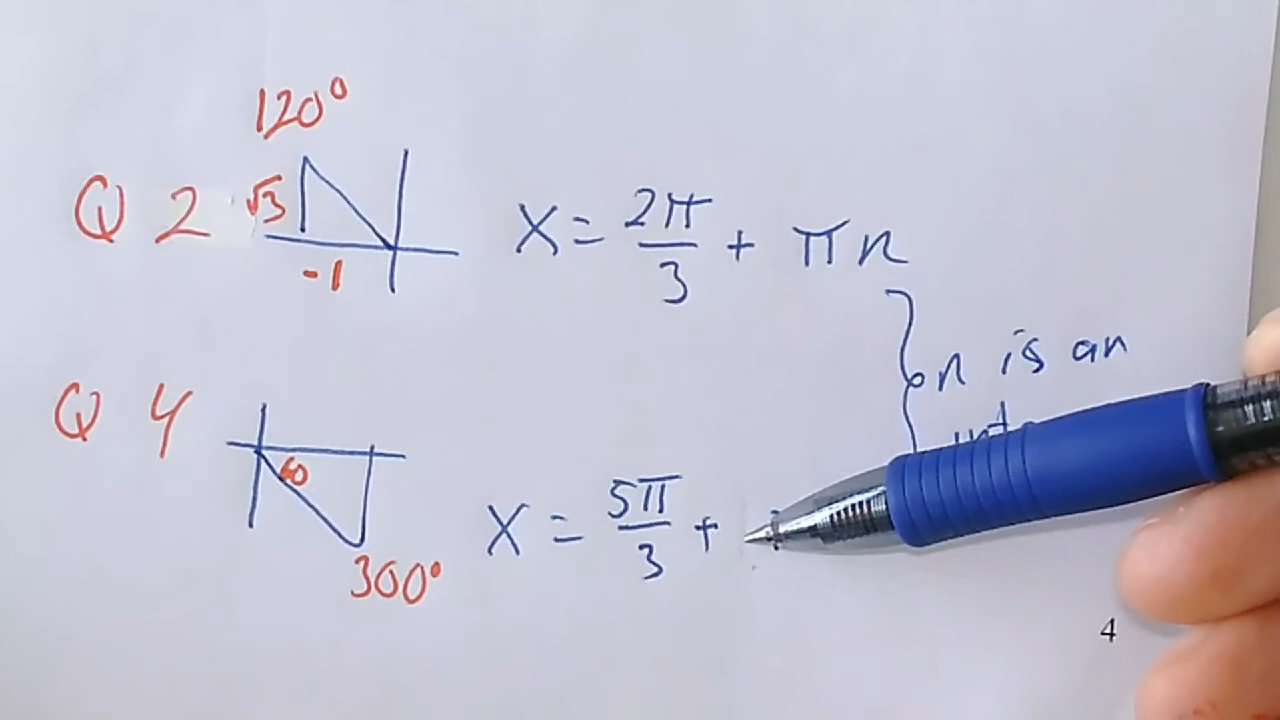 120°
Q 2 √3 -1 X = 2π/3 + πn
n is an
Q 4 60 X = 5π/3 +
300°
4